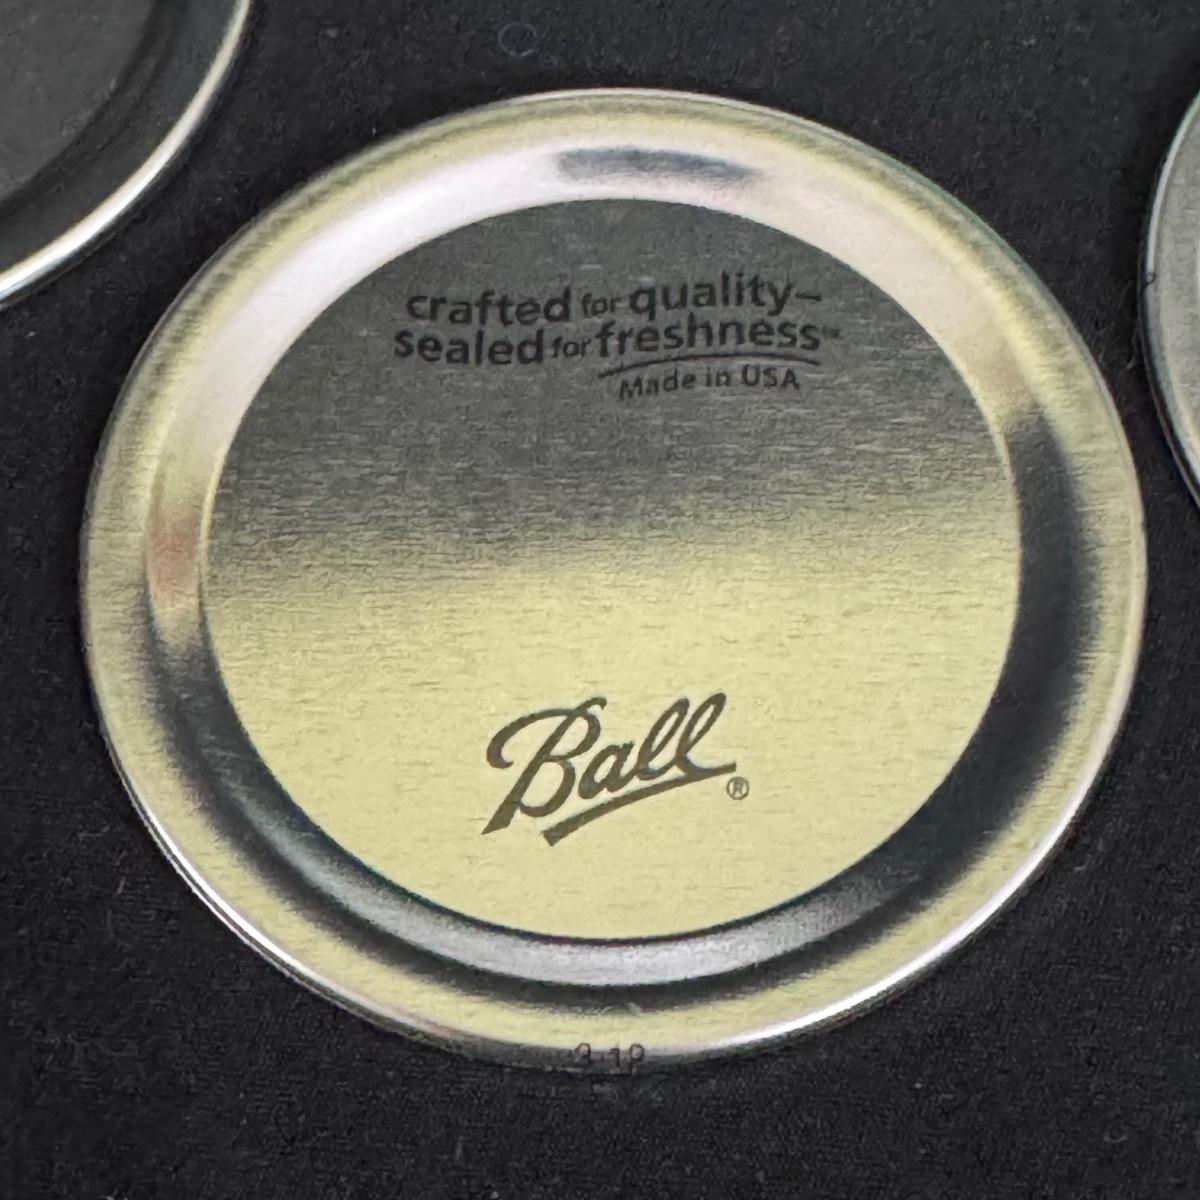 crafted for quality–
sealed for freshness™
Made in USA
Ball®